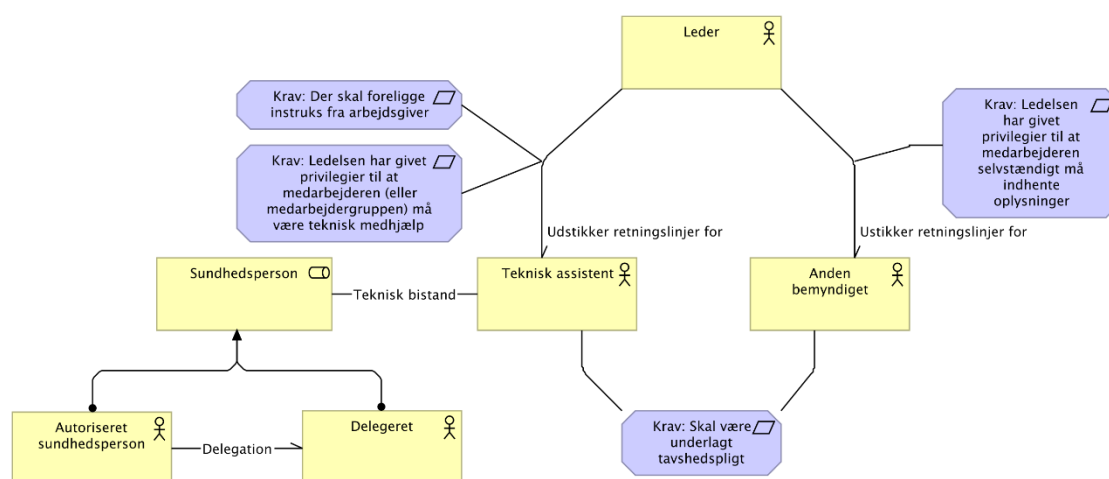 Leder
Krav: Der skal foreligge
instruks fra arbejdsgiver
Krav: Ledelsen har givet
privilegier til at
medarbejderen (eller
medarbejdergruppen) må
være teknisk medhjælp
Krav: Ledelsen
har givet
privilegier til at
medarbejderen
selvstændigt må
indhente
oplysninger
Udstikker retningslinjer for
Ustikker retningslinjer for
Sundhedsperson
Teknisk bistand
Teknisk assistent
Anden
bemyndiget
Autoriseret
sundhedsperson
Delegation
Delegeret
Krav: Skal være
underlagt
tavshedspligt